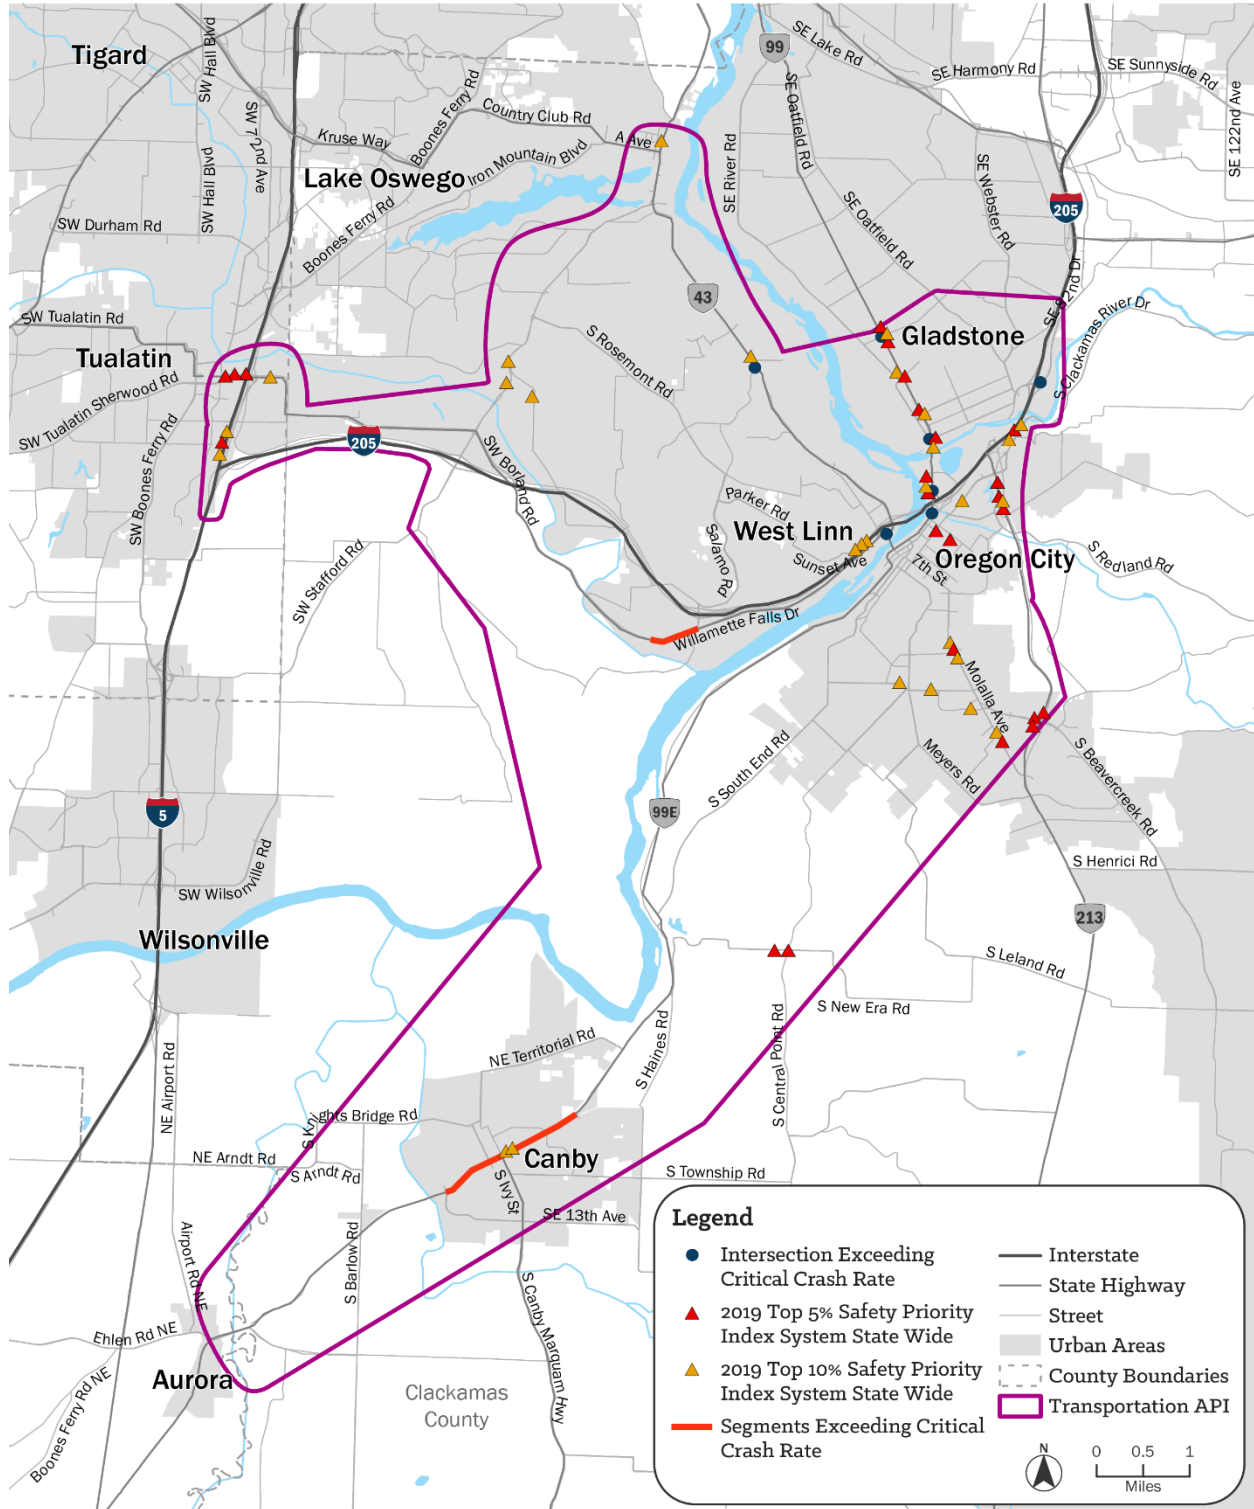 Tigard
SW Hall Blvd
SW 72nd Ave
Boones Ferry Rd
Country Club Rd
Kruse Way
A Ave
Iron Mountain Blvd
Lake Oswego
99
SE Lake Rd
SE Harmony Rd
SE Sunnyside Rd
SE 122nd Ave
SE Oatfield Rd
SE River Rd
SE Webster Rd
SE Oatfield Rd
205
SW Hall Blvd
SW Durham Rd
Boones Ferry Rd
43
SE 82nd Dr
S Clackamas River Dr
SW Tualatin Rd
Tualatin
SW Tualatin Sherwood Rd
SW Boones Ferry Rd
S Rosemont Rd
Gladstone
205
SW Borland Rd
Parker Rd
Salamo Rd
West Linn
Sunset Ave
Oregon City
7th St
S Redland Rd
SW Stafford Rd
Willamette Falls Dr
Molalla Ave
Meyers Rd
S South End Rd
S Beavercreek Rd
5
99E
SW Wilsonville Rd
S Henrici Rd
213
Wilsonville
S Leland Rd
S New Era Rd
NE Airport Rd
NE Territorial Rd
S Haines Rd
S Central Point Rd
S Knights Bridge Rd
NE Arndt Rd
S Arndt Rd
Canby
S Township Rd
S Ivy St
SE 13th Ave
Airport Rd NE
S Barlow Rd
S Canby Marquam Hwy
Ehlen Rd NE
Boones Ferry Rd NE
Aurora
Clackamas
County
Legend
Intersection Exceeding
Critical Crash Rate
2019 Top 5% Safety Priority
Index System State Wide
2019 Top 10% Safety Priority
Index System State Wide
Segments Exceeding Critical
Crash Rate
Interstate
State Highway
Street
Urban Areas
County Boundaries
Transportation API
N
0 0.5 1
Miles